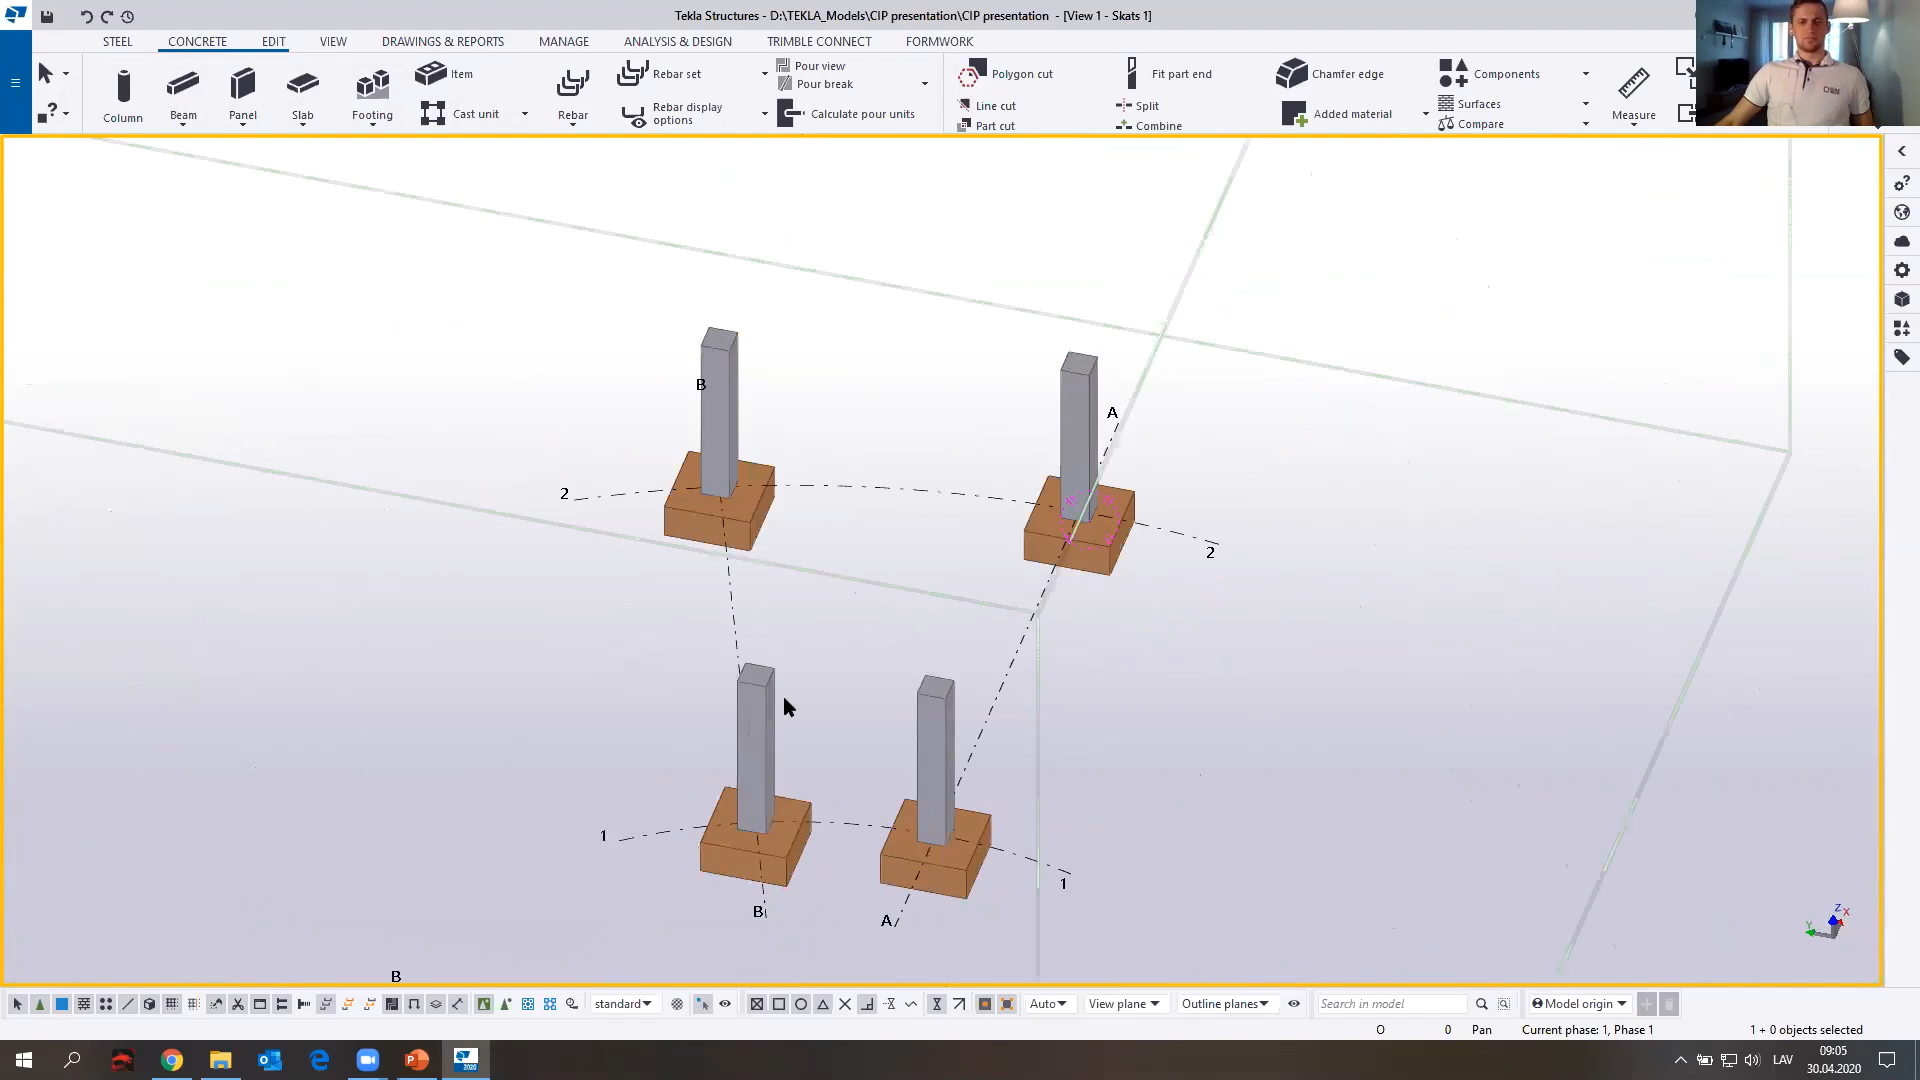 Tekla Structures - D:\TEKLA_Models\CIP presentation\CIP presentation - [View 1 - Skats 1]
STEEL CONCRETE EDIT VIEW DRAWINGS & REPORTS MANAGE ANALYSIS & DESIGN TRIMBLE CONNECT FORMWORK
Column
Beam
Panel
Slab
Footing
Item
Cast unit
Rebar
Rebar set
Rebar display
options
Pour view
Pour break
Calculate pour units
Polygon cut
Line cut
Part cut
Fit part end
Split
Combine
Chamfer edge
Added material
Components
Surfaces
Compare
Measure
B
A
2
2
1
1
B
A
B
Z
X
Y
standard
Auto
View plane
Outline planes
Search in model
Model origin
O 0 Pan Current phase: 1, Phase 1 1 + 0 objects selected
2020
LAV
09:05
30.04.2020